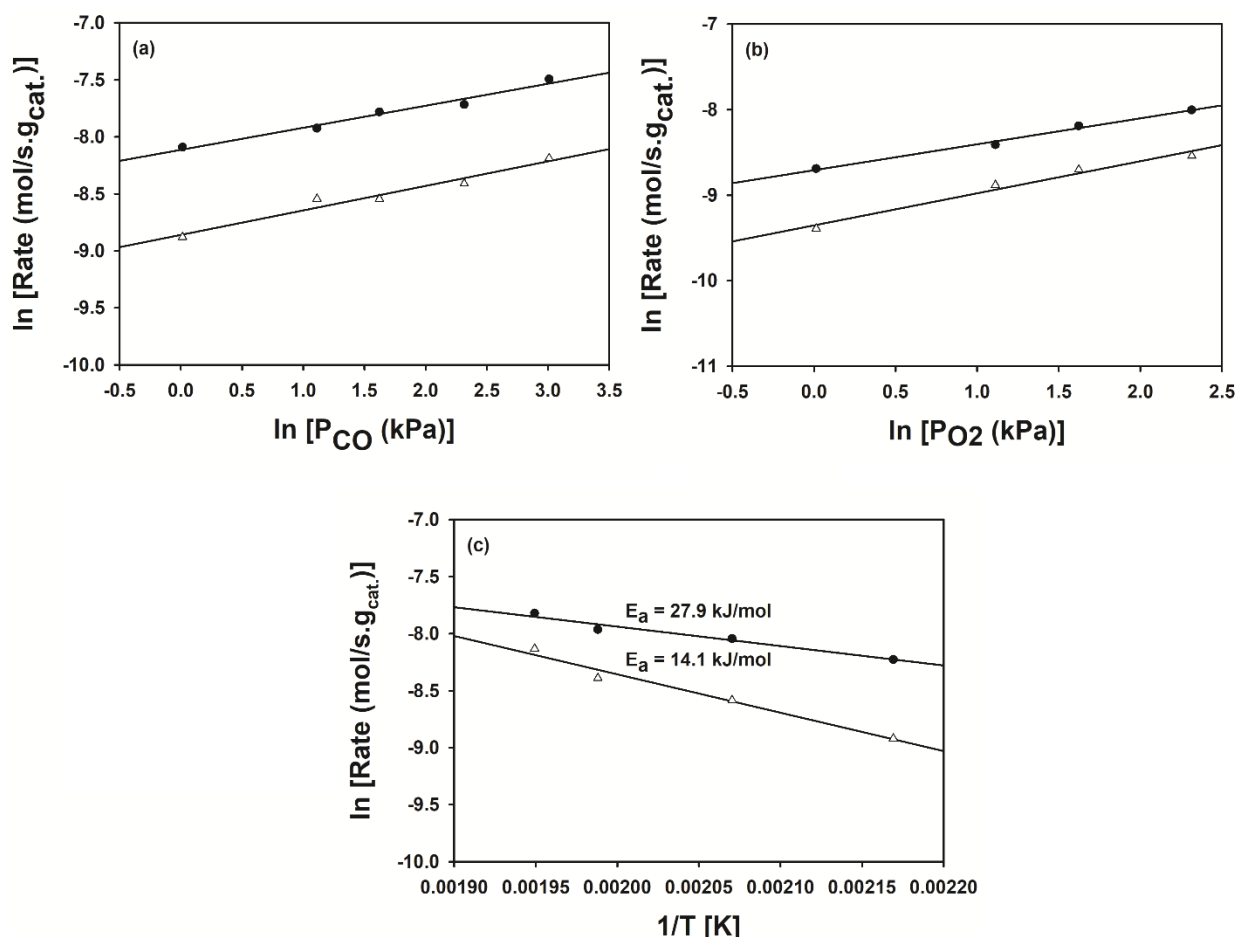 (a)
ln [Rate (mol/s.gcat.)]
-7.0
-7.5
-8.0
-8.5
-9.0
-9.5
-10.0
-0.5 0.0 0.5 1.0 1.5 2.0 2.5 3.0 3.5
ln [PCO (kPa)]
(b)
ln [Rate (mol/s.gcat.)]
-7
-8
-9
-10
-11
-0.5 0.0 0.5 1.0 1.5 2.0 2.5
ln [PO2 (kPa)]
(c)
ln [Rate (mol/s.gcat.)]
-7.0
-7.5
-8.0
-8.5
-9.0
-9.5
-10.0
Ea = 27.9 kJ/mol
Ea = 14.1 kJ/mol
0.00190 0.00195 0.00200 0.00205 0.00210 0.00215 0.00220
1/T [K]